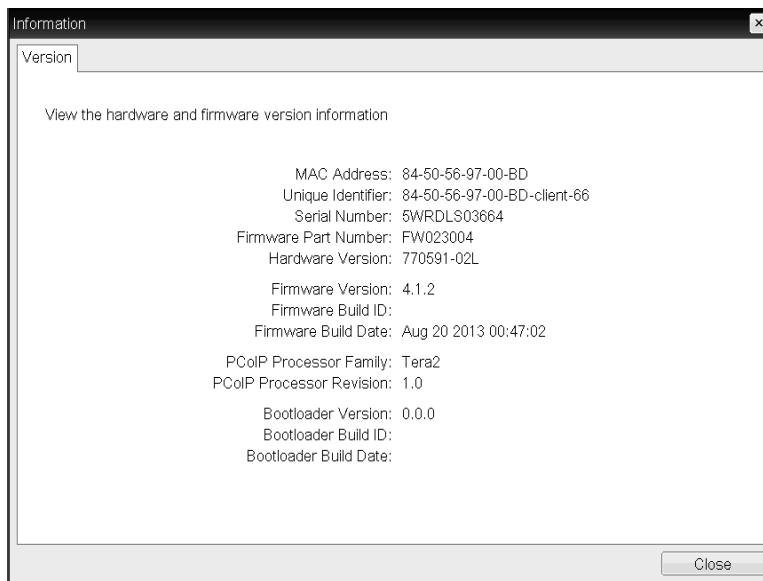 Information
Version
View the hardware and firmware version information
MAC Address: 84-50-56-97-00-BD
Unique Identifier: 84-50-56-97-00-BD-client-66
Serial Number: 5WRDLS03664
Firmware Part Number: FW023004
Hardware Version: 770591-02L
Firmware Version: 4.1.2
Firmware Build ID:
Firmware Build Date: Aug 20 2013 00:47:02
PCoIP Processor Family: Tera2
PCoIP Processor Revision: 1.0
Bootloader Version: 0.0.0
Bootloader Build ID:
Bootloader Build Date:
Close